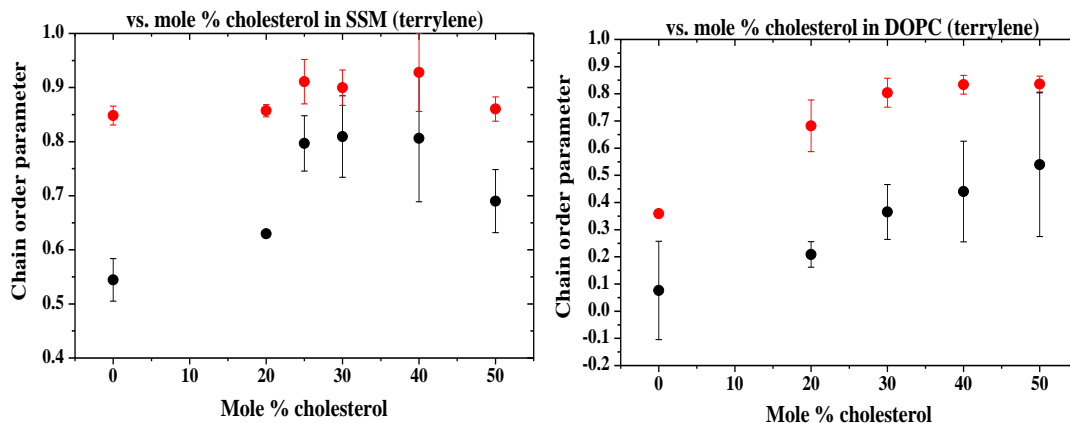 vs. mole % cholesterol in SSM (terrylene)
Chain order parameter
1.0
0.9
0.8
0.7
0.6
0.5
0.4
0 10 20 30 40 50
Mole % cholesterol
vs. mole % cholesterol in DOPC (terrylene)
Chain order parameter
1.0
0.9
0.8
0.7
0.6
0.5
0.4
0.3
0.2
0.1
0.0
-0.1
-0.2
0 10 20 30 40 50
Mole % cholesterol